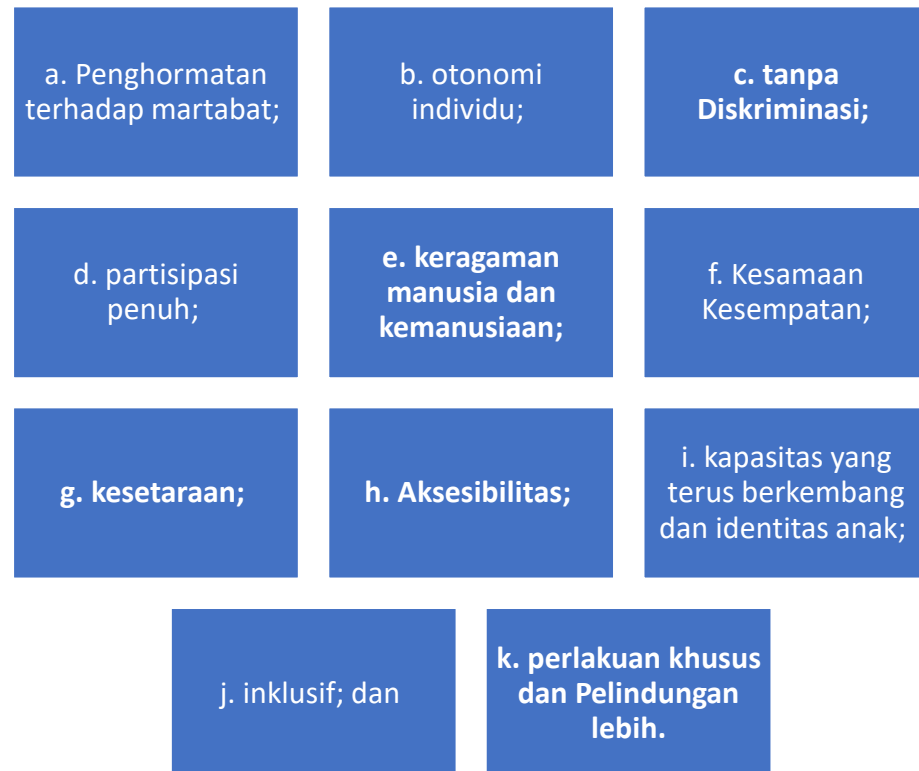 a. Penghormatan
terhadap martabat;
b. otonomi
individu;
c. tanpa
Diskriminasi;
d. partisipasi
penuh;
e. keragaman
manusia dan
kemanusiaan;
f. Kesamaan
Kesempatan;
g. kesetaraan;
h. Aksesibilitas;
i. kapasitas yang
terus berkembang
dan identitas anak;
j. inklusif; dan
k. perlakuan khusus
dan Pelindungan
lebih.